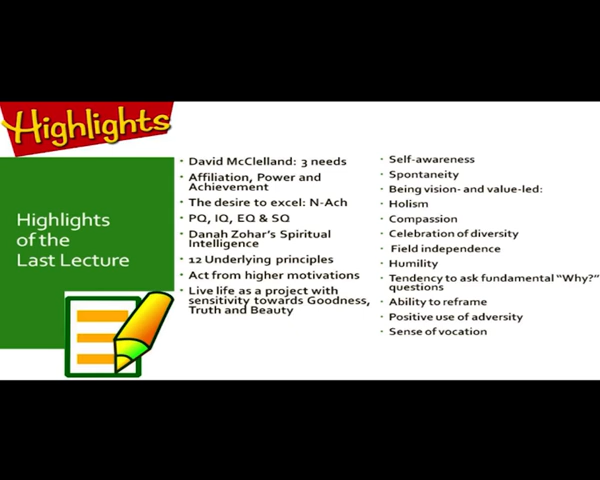 Highlights
Highlights
of the
Last Lecture
• David McClelland: 3 needs
• Affiliation, Power and
Achievement
• The desire to excel: N-Ach
• PQ, IQ, EQ & SQ
• Danah Zohar's Spiritual
Intelligence
• 12 Underlying principles
• Act from higher motivations
• Live life as a project with
sensitivity towards Goodness,
Truth and Beauty
• Self-awareness
• Spontaneity
• Being vision- and value-led:
• Holism
• Compassion
• Celebration of diversity
• Field independence
• Humility
• Tendency to ask fundamental "Why?"
questions
• Ability to reframe
• Positive use of adversity
• Sense of vocation